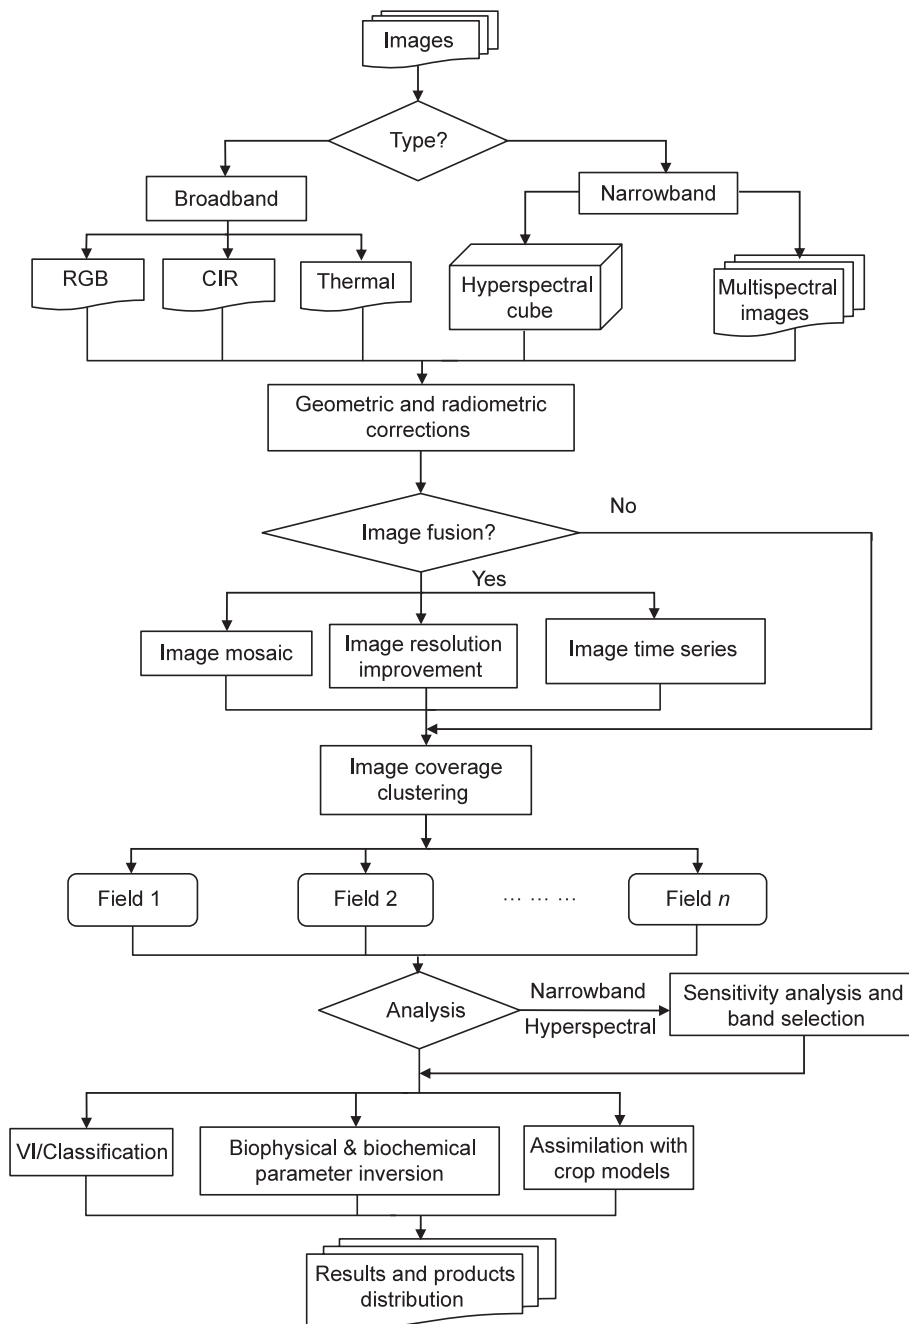 Images
Type?
Broadband
Narrowband
RGB
CIR
Thermal
Hyperspectral
cube
Multispectral
images
Geometric and radiometric
corrections
Image fusion?
No
Yes
Image mosaic
Image resolution
improvement
Image time series
Image coverage
clustering
Field 1
Field 2
... ... ...
Field n
Analysis
Narrowband
Hyperspectral
Sensitivity analysis and
band selection
VI/Classification
Biophysical & biochemical
parameter inversion
Assimilation with
crop models
Results and products
distribution